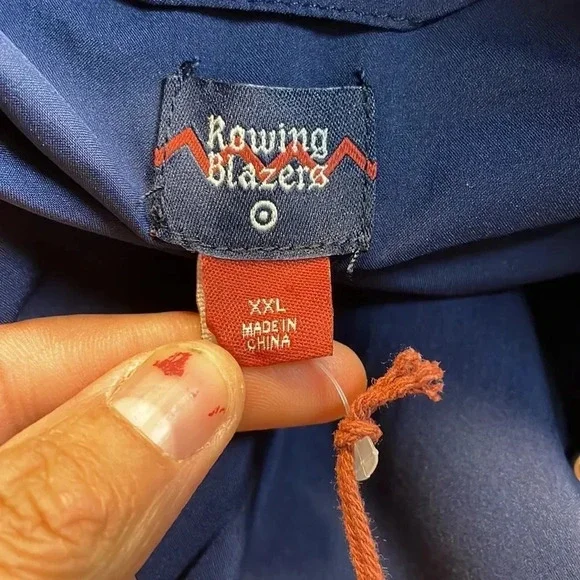 Rowing
Blazers
XXL
MADE IN
CHINA